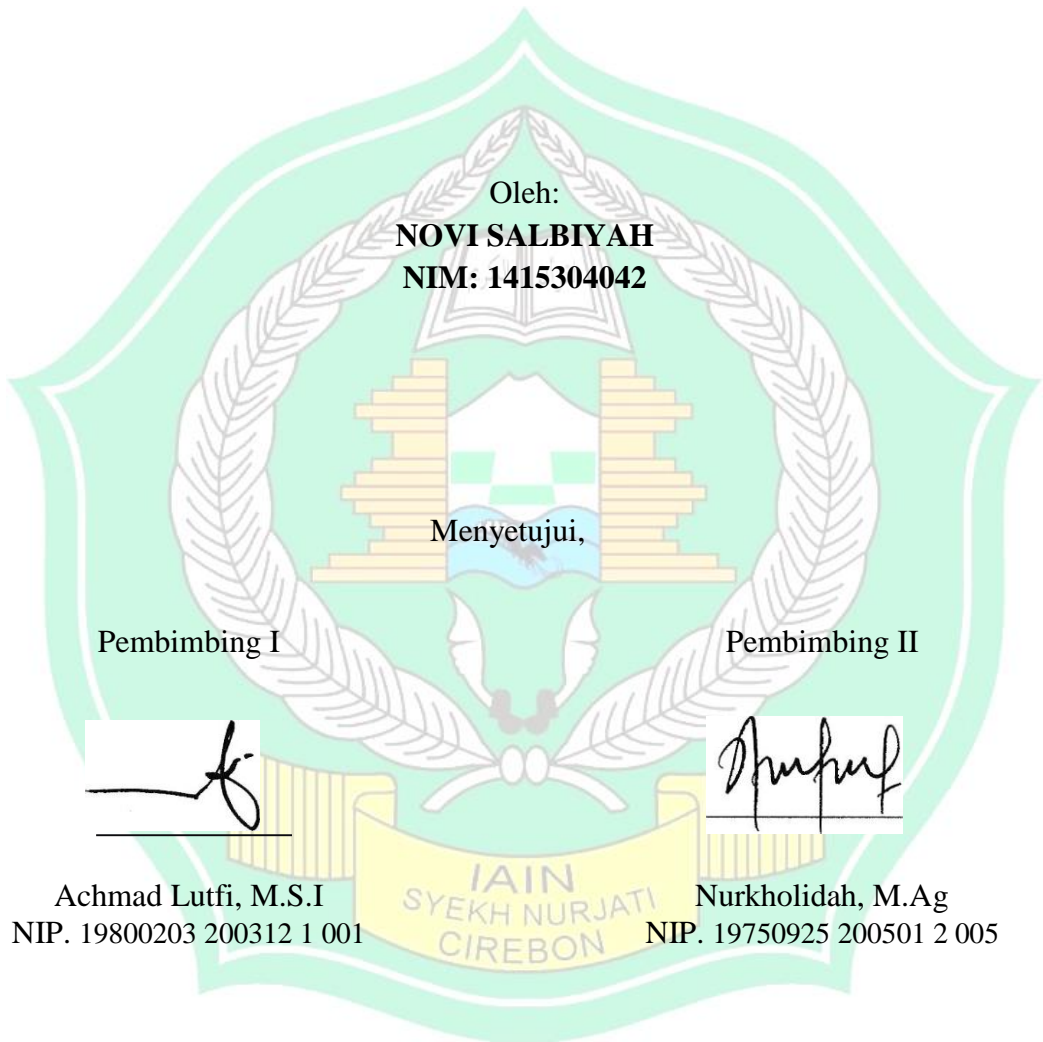 Oleh:
NOVI SALBIYAH
NIM: 1415304042
Menyetujui,
Pembimbing I
Pembimbing II
Achmad Lutfi, M.S.I
NIP. 19800203 200312 1 001
Nurkholidah, M.Ag
NIP. 19750925 200501 2 005
IAIN
SYEKH NURJATI
CIREBON